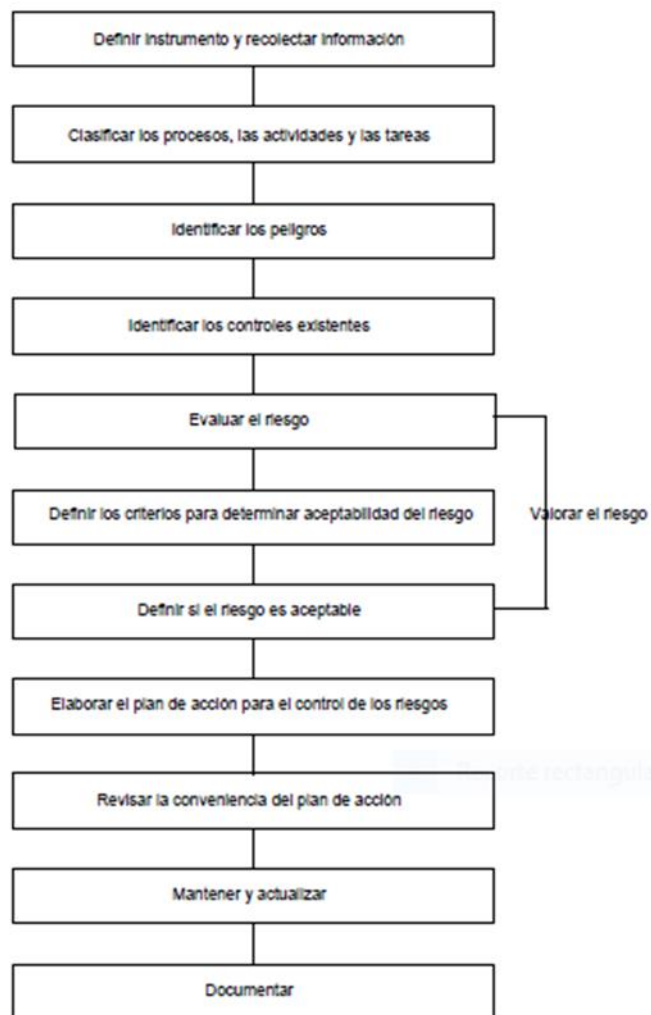 Definir instrumento y recolectar información
Clasificar los procesos, las actividades y las tareas
Identificar los peligros
Identificar los controles existentes
Evaluar el riesgo
Definir los criterios para determinar aceptabilidad del riesgo
Valorar el riesgo
Definir si el riesgo es aceptable
Elaborar el plan de acción para el control de los riesgos
Revisar la conveniencia del plan de acción
Mantener y actualizar
Documentar